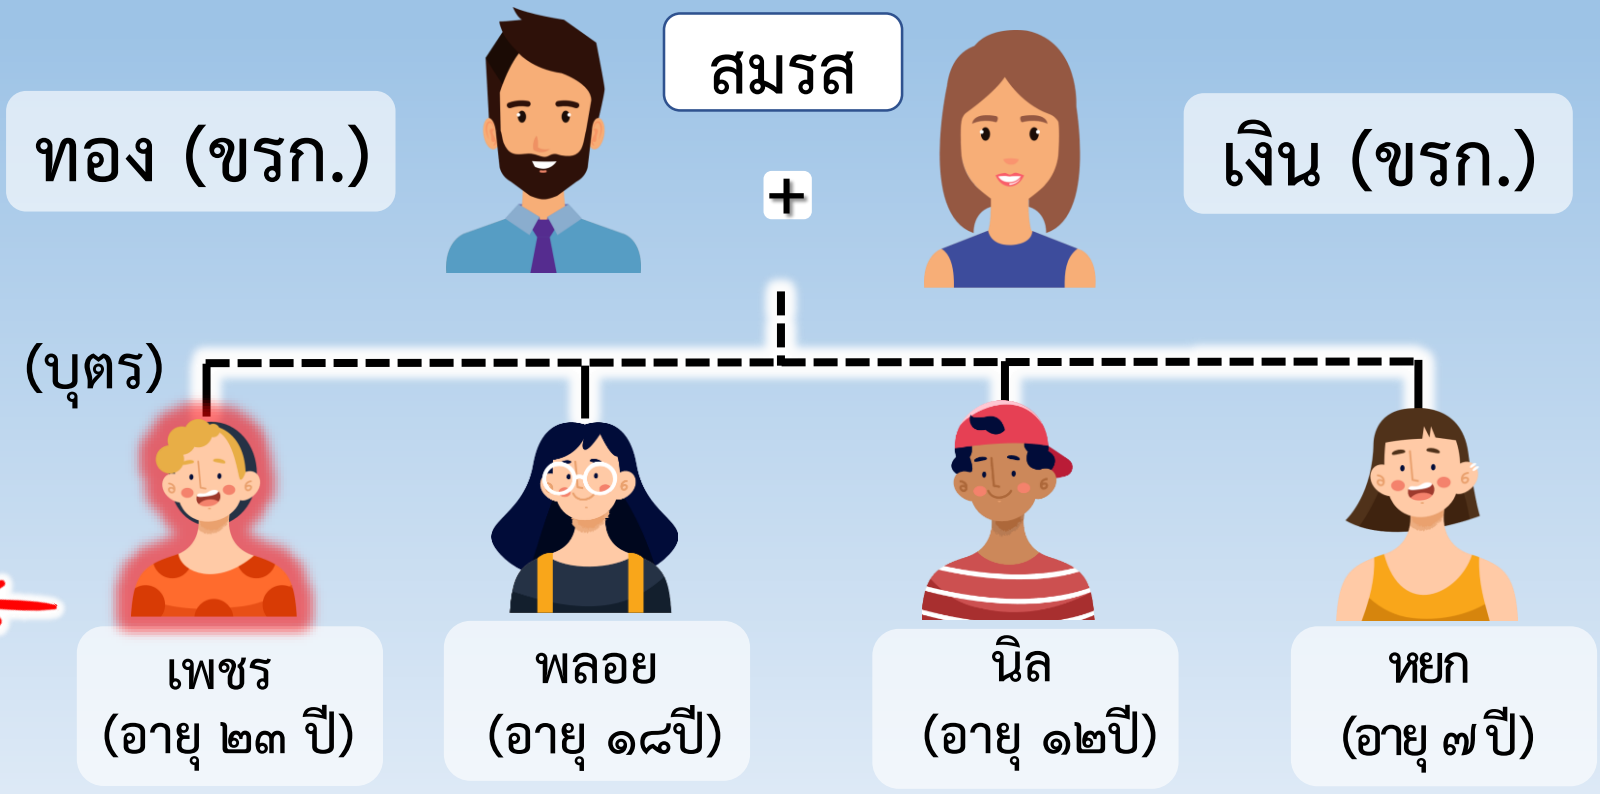 สมรส
ทอง (ขรก.)
+
เงิน (ขรก.)
(บุตร)
เพชร
(อายุ ๒๓ ปี)
พลอย
(อายุ ๑๘ปี)
นิล
(อายุ ๑๒ปี)
หยก
(อายุ ๗ ปี)